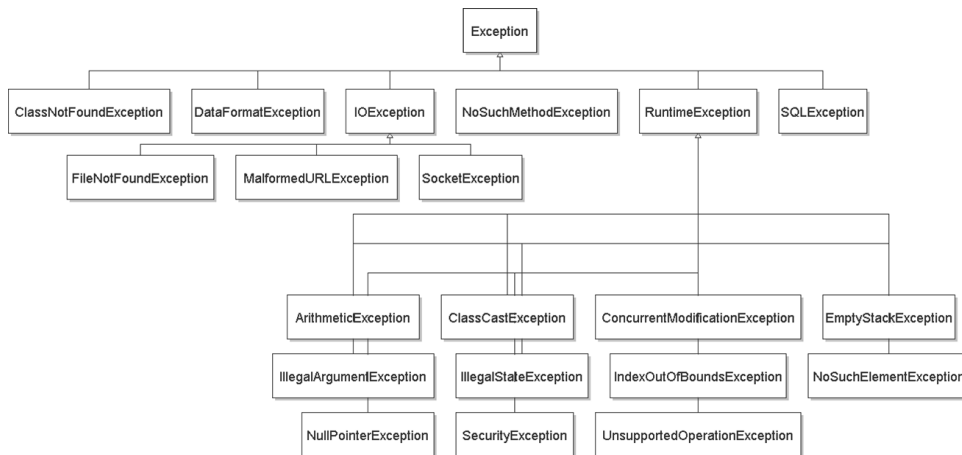 Exception
ClassNotFoundException
DataFormatException
IOException
NoSuchMethodException
RuntimeException
SQLException
FileNotFoundException
MalformedURLException
SocketException
ArithmeticException
ClassCastException
ConcurrentModificationException
EmptyStackException
IllegalArgumentException
IllegalStateException
IndexOutOfBoundsException
NoSuchElementException
NullPointerException
SecurityException
UnsupportedOperationException